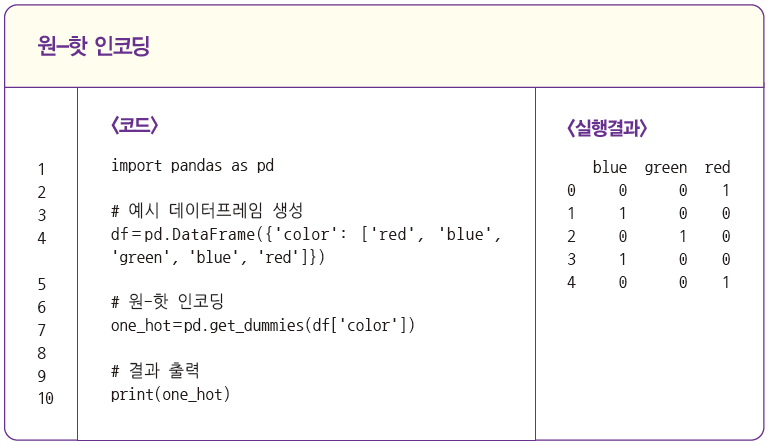 원-핫 인코딩
<코드>
1 import pandas as pd
2
3 # 예시 데이터프레임 생성
4 df=pd.DataFrame({'color': ['red', 'blue',
'green', 'blue', 'red']})
5
6 # 원-핫 인코딩
7 one_hot=pd.get_dummies(df['color'])
8
9 # 결과 출력
10 print(one_hot)
<실행결과>
blue green red
0 0 0 1
1 1 0 0
2 0 1 0
3 1 0 0
4 0 0 1